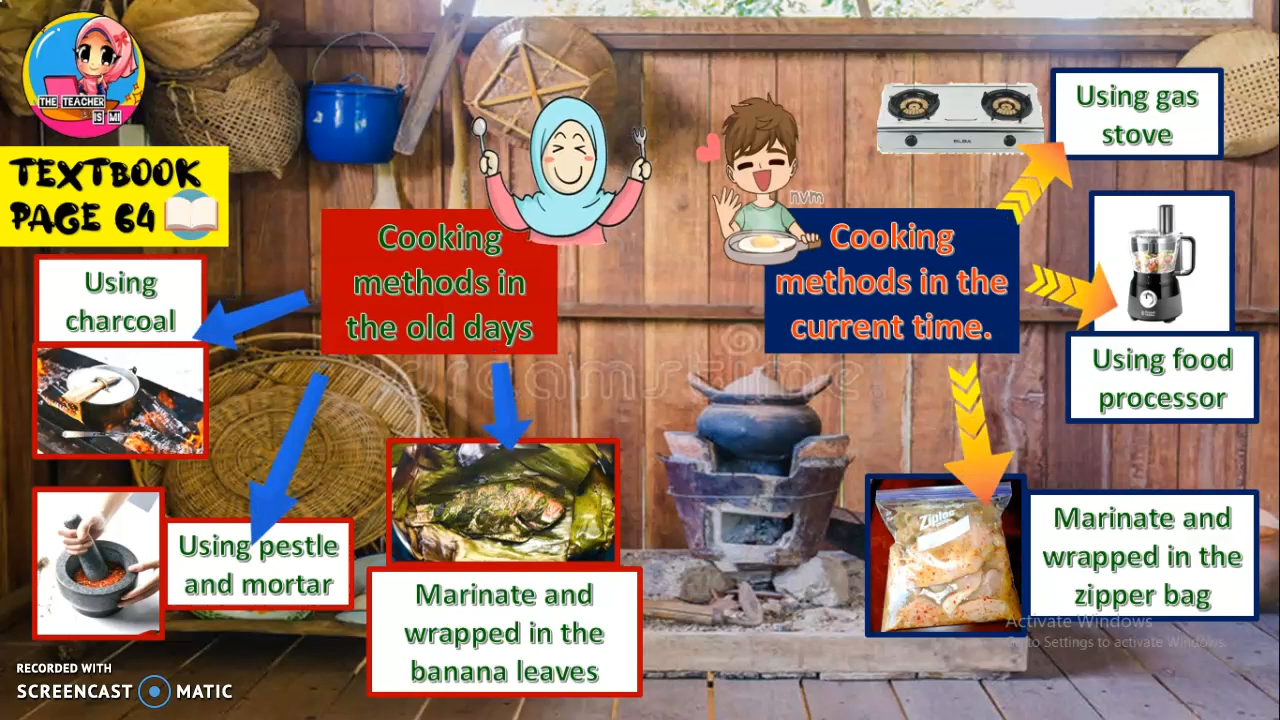 THE TEACHER
IS MI
TEXTBOOK
PAGE 64
Cooking
methods in
the old days
Using
charcoal
Using pestle
and mortar
Marinate and
wrapped in the
banana leaves
nvm
Cooking
methods in the
current time.
Using gas
stove
Using food
processor
Ziploc
Marinate and
wrapped in the
zipper bag
dreamstime.
Activate Windows
Go to Settings to activate Windows.
RECORDED WITH
SCREENCAST MATIC